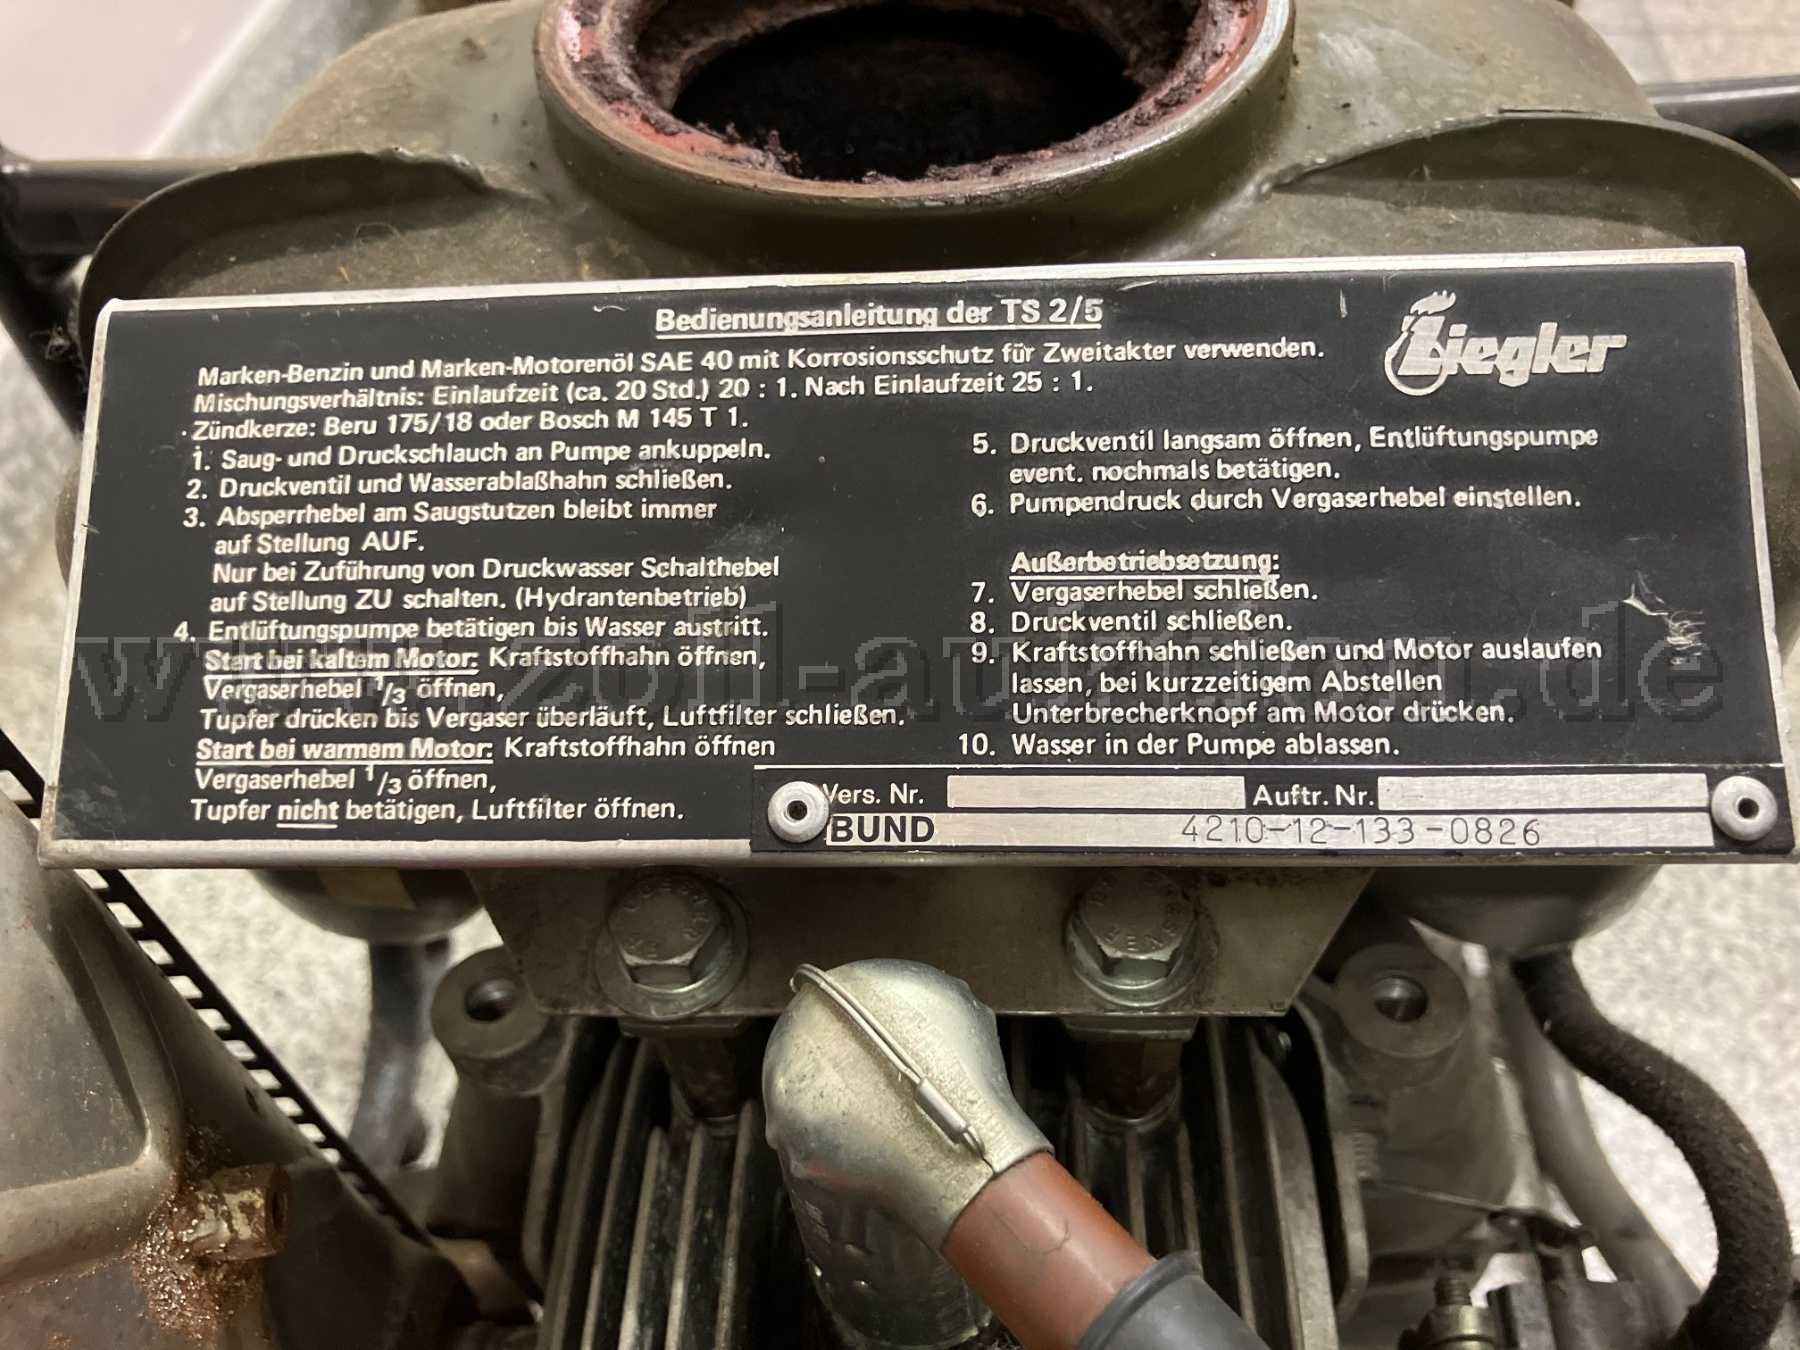 Bedienungsanleitung der TS 2/5
Ziegler
Marken-Benzin und Marken-Motorenöl SAE 40 mit Korrosionsschutz für Zweitakter verwenden.
Mischungsverhältnis: Einlaufzeit (ca. 20 Std.) 20 : 1. Nach Einlaufzeit 25 : 1.
Zündkerze: Beru 175/18 oder Bosch M 145 T 1.
1. Saug- und Druckschlauch an Pumpe ankuppeln.
2. Druckventil und Wasserablaßhahn schließen.
3. Absperrhebel am Saugstutzen bleibt immer
auf Stellung AUF.
Nur bei Zuführung von Druckwasser Schalthebel
auf Stellung ZU schalten. (Hydrantenbetrieb)
4. Entlüftungspumpe betätigen bis Wasser austritt.
Start bei kaltem Motor: Kraftstoffhahn öffnen,
Vergaserhebel 1/3 öffnen,
Tupfer drücken bis Vergaser überläuft, Luftfilter schließen.
Start bei warmem Motor: Kraftstoffhahn öffnen
Vergaserhebel 1/3 öffnen,
Tupfer nicht betätigen, Luftfilter öffnen.
5. Druckventil langsam öffnen, Entlüftungspumpe
event. nochmals betätigen.
6. Pumpendruck durch Vergaserhebel einstellen.
Außerbetriebsetzung:
7. Vergaserhebel schließen.
8. Druckventil schließen.
9. Kraftstoffhahn schließen und Motor auslaufen
lassen, bei kurzzeitigem Abstellen
Unterbrecherknopf am Motor drücken.
10. Wasser in der Pumpe ablassen.
Vers. Nr. Auftr. Nr.
BUND 4210-12-133-0826
www.zoll-auktion.de